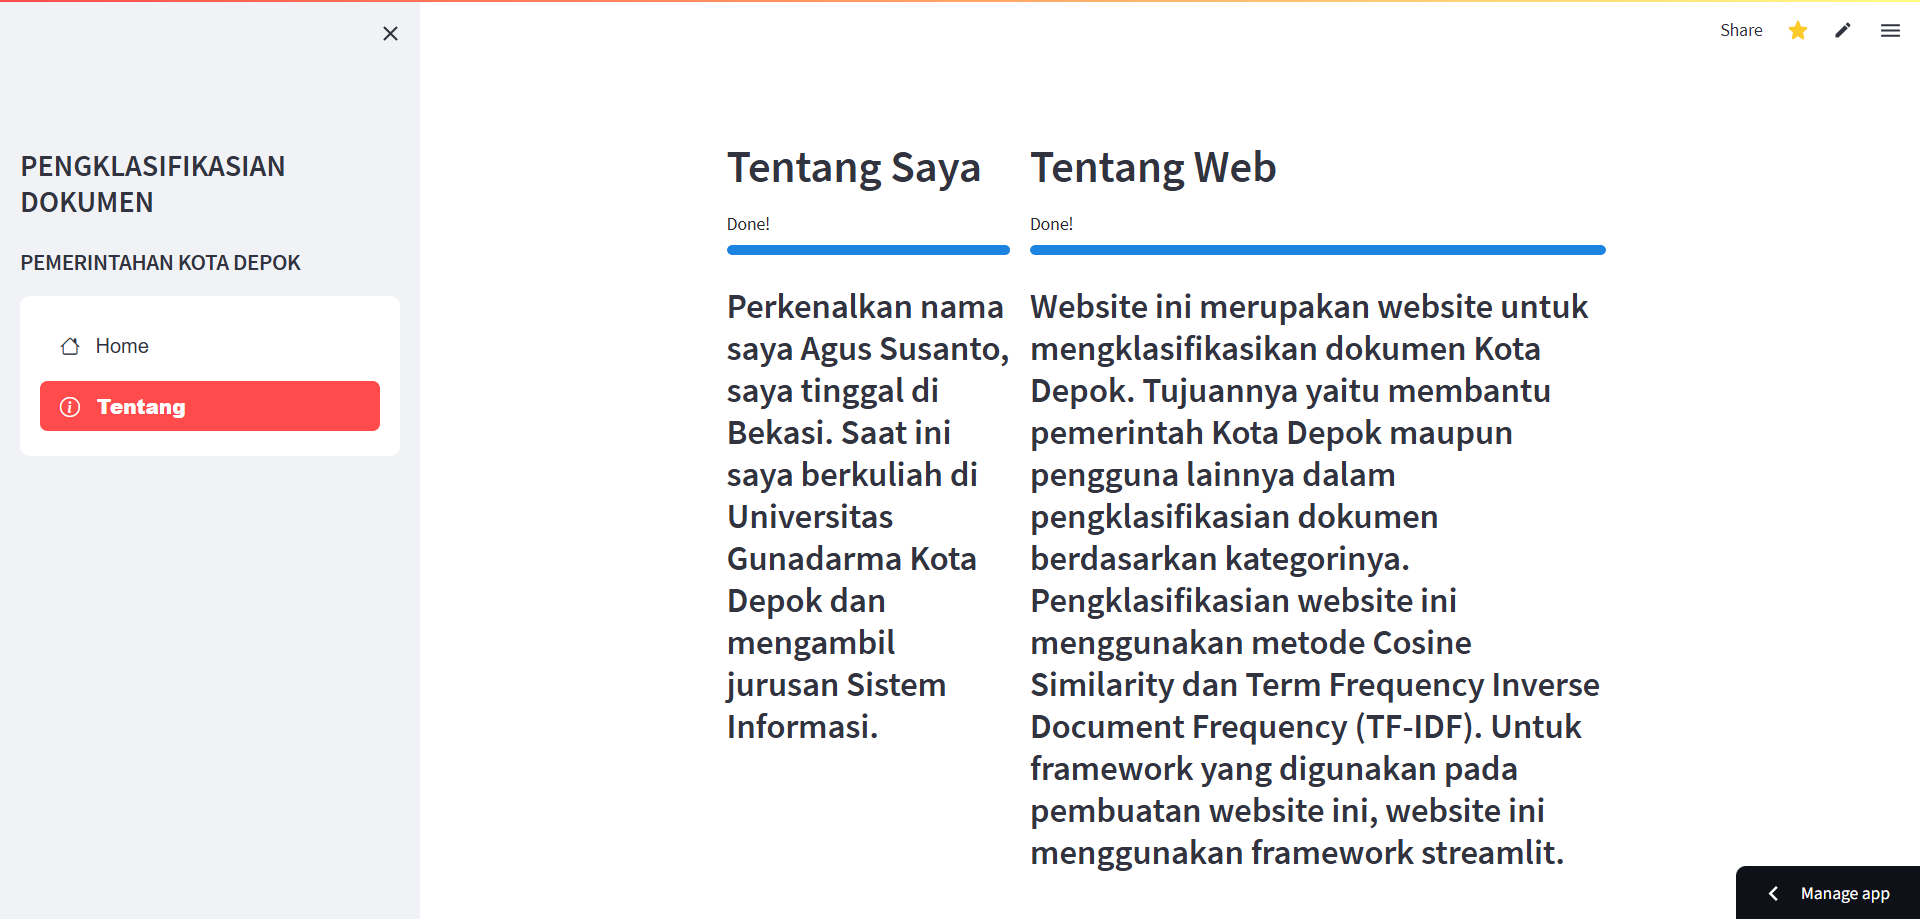 Share
PENGKLASIFIKASIAN
DOKUMEN
PEMERINTAHAN KOTA DEPOK
Home
Tentang
Tentang Saya
Done!
Perkenalkan nama
saya Agus Susanto,
saya tinggal di
Bekasi. Saat ini
saya berkuliah di
Universitas
Gunadarma Kota
Depok dan
mengambil
jurusan Sistem
Informasi.
Tentang Web
Done!
Website ini merupakan website untuk
mengklasifikasikan dokumen Kota
Depok. Tujuannya yaitu membantu
pemerintah Kota Depok maupun
pengguna lainnya dalam
pengklasifikasian dokumen
berdasarkan kategorinya.
Pengklasifikasian website ini
menggunakan metode Cosine
Similarity dan Term Frequency Inverse
Document Frequency (TF-IDF). Untuk
framework yang digunakan pada
pembuatan website ini, website ini
menggunakan framework streamlit.
Manage app